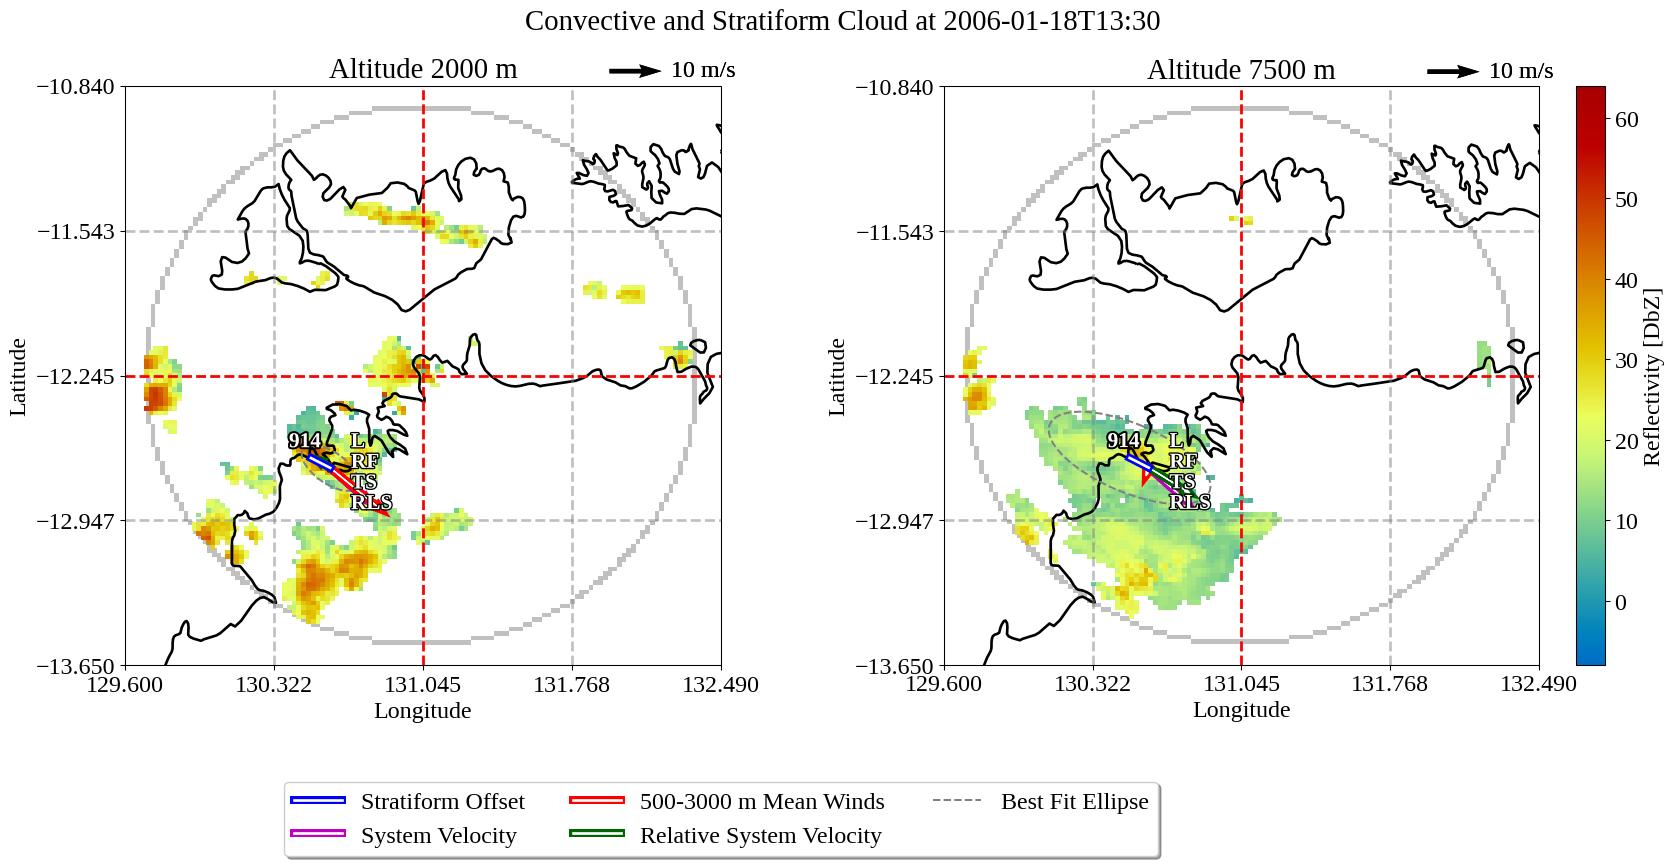 Convective and Stratiform Cloud at 2006-01-18T13:30
Altitude 2000 m
10 m/s
−10.840
−11.543
−12.245
−12.947
−13.650
Latitude
129.600
130.322
131.045
131.768
132.490
Longitude
914
L
RF
TS
RLS
Altitude 7500 m
10 m/s
−10.840
−11.543
−12.245
−12.947
−13.650
Latitude
129.600
130.322
131.045
131.768
132.490
Longitude
914
L
RF
TS
RLS
60
50
40
30
20
10
0
Reflectivity [DbZ]
Stratiform Offset
System Velocity
500-3000 m Mean Winds
Relative System Velocity
Best Fit Ellipse